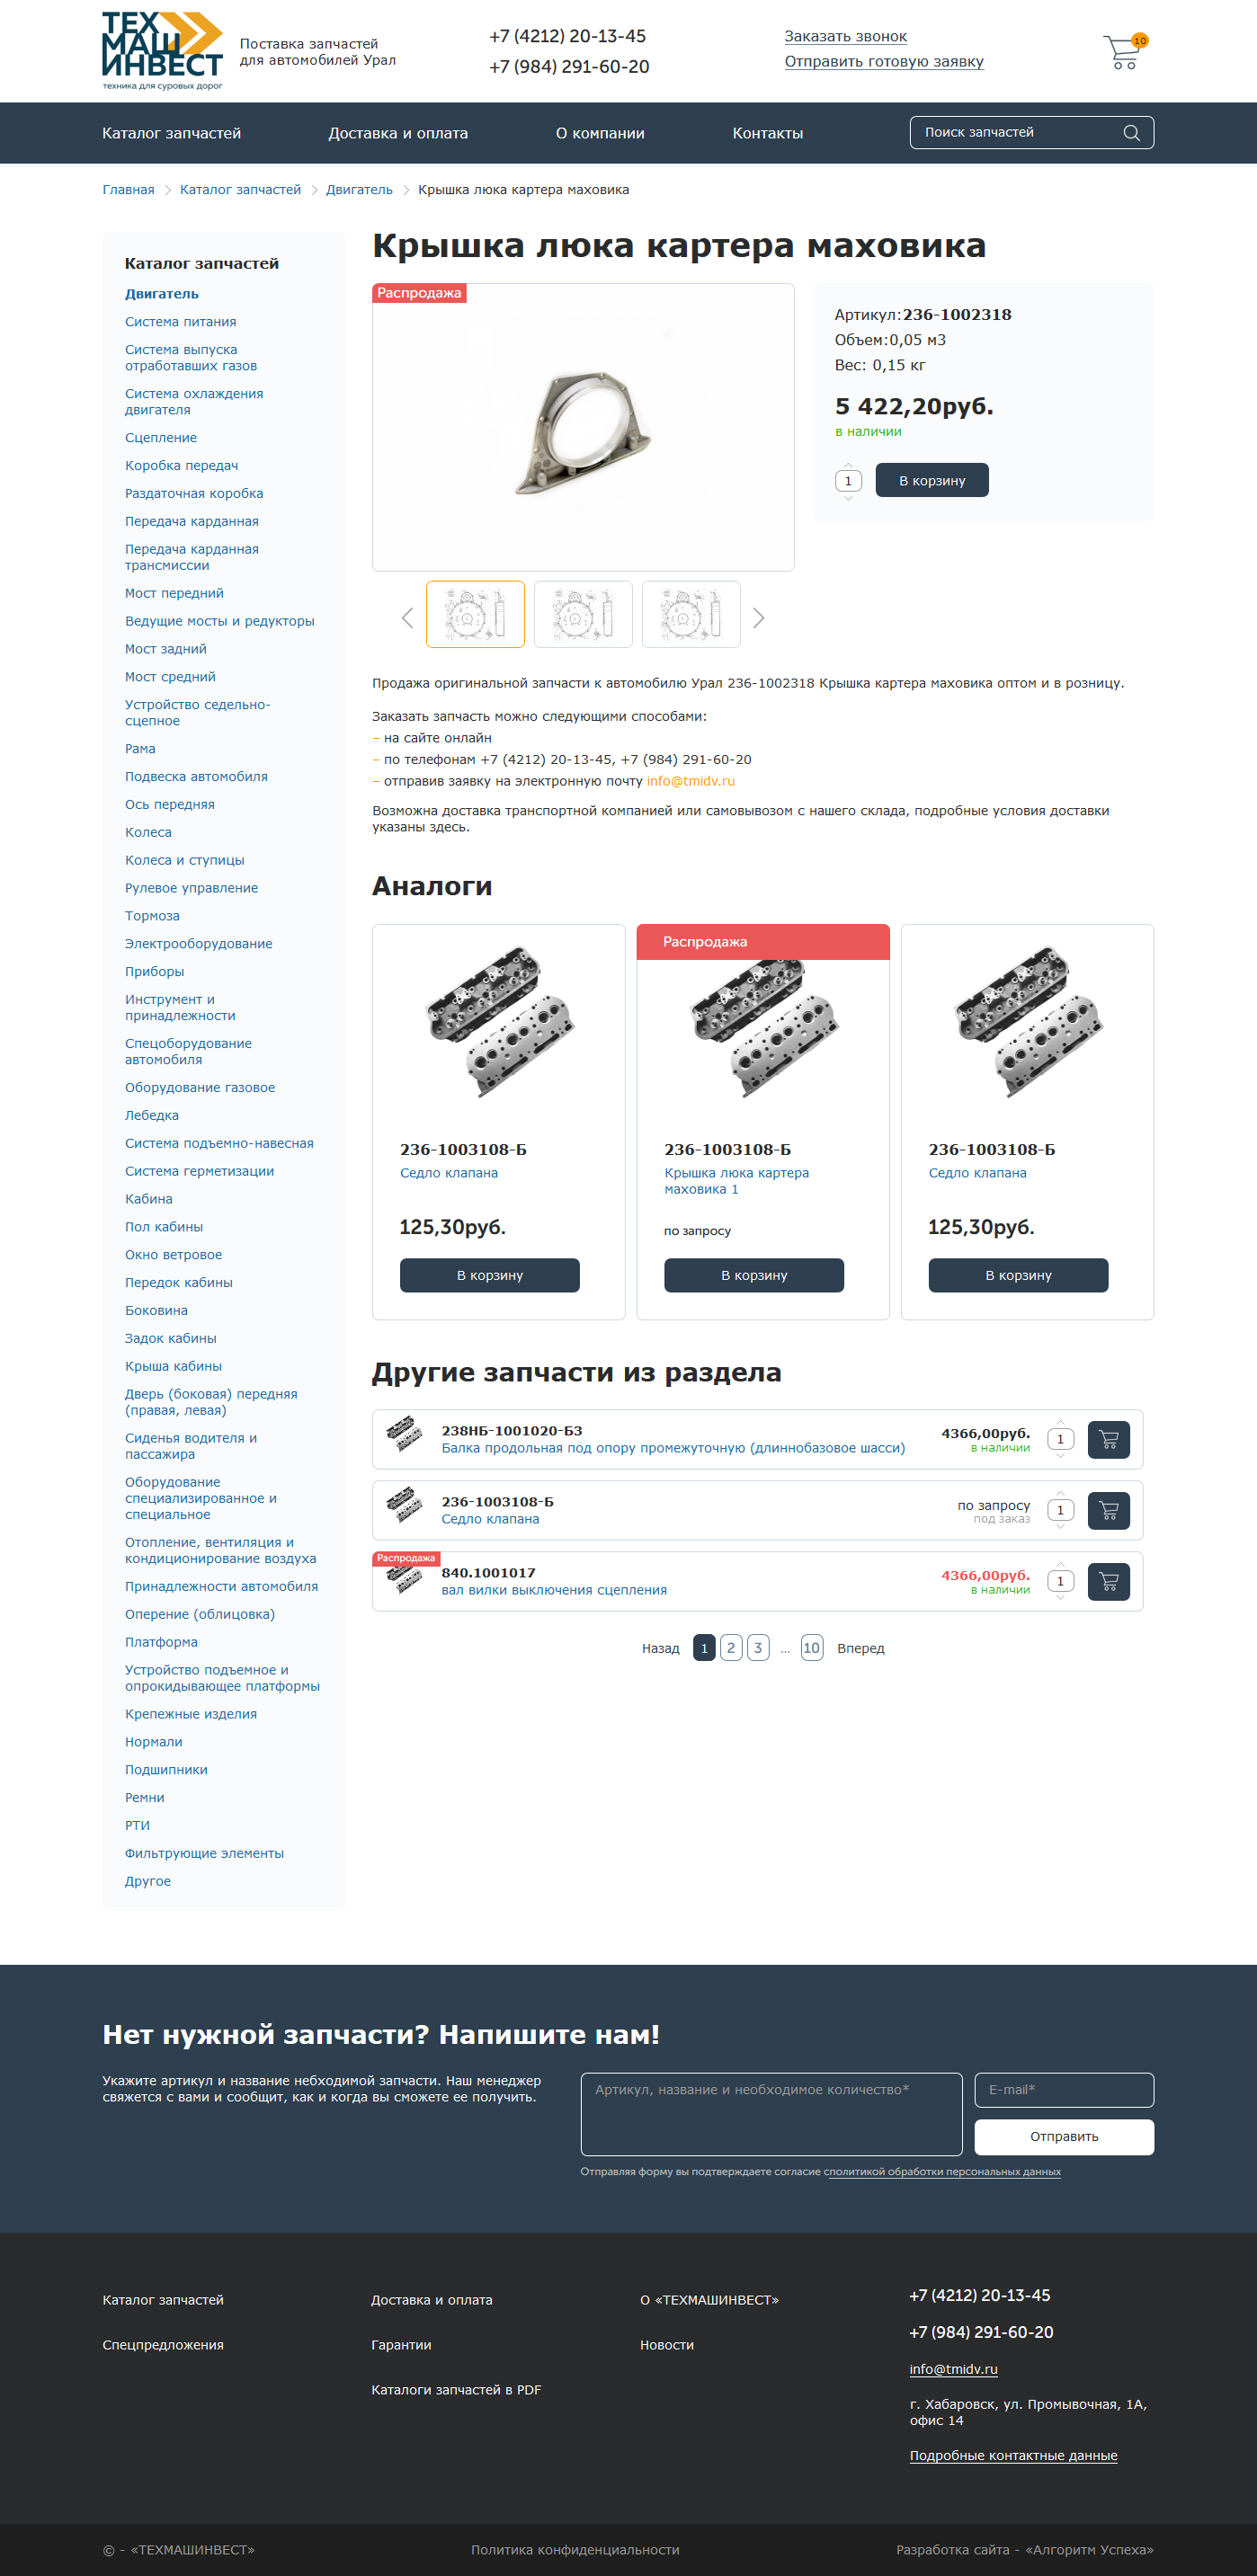 ТЕХ
МАШ
ИНВЕСТ
техника для суровых дорог
Поставка запчастей
для автомобилей Урал
+7 (4212) 20-13-45
+7 (984) 291-60-20
Заказать звонок
Отправить готовую заявку
10
Каталог запчастей
Доставка и оплата
О компании
Контакты
Поиск запчастей
Главная
Каталог запчастей
Двигатель
Крышка люка картера маховика
Каталог запчастей
Двигатель
Система питания
Система выпуска
отработавших газов
Система охлаждения
двигателя
Сцепление
Коробка передач
Раздаточная коробка
Передача карданная
Передача карданная
трансмиссии
Мост передний
Ведущие мосты и редукторы
Мост задний
Мост средний
Устройство седельно-
сцепное
Рама
Подвеска автомобиля
Ось передняя
Колеса
Колеса и ступицы
Рулевое управление
Тормоза
Электрооборудование
Приборы
Инструмент и
принадлежности
Спецоборудование
автомобиля
Оборудование газовое
Лебедка
Система подъемно-навесная
Система герметизации
Кабина
Пол кабины
Окно ветровое
Передок кабины
Боковина
Задок кабины
Крыша кабины
Дверь (боковая) передняя
(правая, левая)
Сиденья водителя и
пассажира
Оборудование
специализированное и
специальное
Отопление, вентиляция и
кондиционирование воздуха
Принадлежности автомобиля
Оперение (облицовка)
Платформа
Устройство подъемное и
опрокидывающее платформы
Крепежные изделия
Нормали
Подшипники
Ремни
РТИ
Фильтрующие элементы
Другое
Крышка люка картера маховика
Распродажа
Артикул:236-1002318
Объем:0,05 м3
Вес: 0,15 кг
5 422,20руб.
в наличии
1
В корзину
Продажа оригинальной запчасти к автомобилю Урал 236-1002318 Крышка картера маховика оптом и в розницу.
Заказать запчасть можно следующими способами:
– на сайте онлайн
– по телефонам +7 (4212) 20-13-45, +7 (984) 291-60-20
– отправив заявку на электронную почту info@tmidv.ru
Возможна доставка транспортной компанией или самовывозом с нашего склада, подробные условия доставки
указаны здесь.
Аналоги
236-1003108-Б
Седло клапана
125,30руб.
В корзину
Распродажа
236-1003108-Б
Крышка люка картера
маховика 1
по запросу
В корзину
236-1003108-Б
Седло клапана
125,30руб.
В корзину
Другие запчасти из раздела
238НБ-1001020-Б3
Балка продольная под опору промежуточную (длиннобазовое шасси)
4366,00руб.
в наличии
1
236-1003108-Б
Седло клапана
по запросу
под заказ
1
Распродажа
840.1001017
вал вилки выключения сцепления
4366,00руб.
в наличии
1
Назад 1 2 3 ... 10 Вперед
Нет нужной запчасти? Напишите нам!
Укажите артикул и название небходимой запчасти. Наш менеджер
свяжется с вами и сообщит, как и когда вы сможете ее получить.
Артикул, название и необходимое количество*
E-mail*
Отправить
Отправляя форму вы подтверждаете согласие сполитикой обработки персональных данных
Каталог запчастей
Спецпредложения
Доставка и оплата
Гарантии
Каталоги запчастей в PDF
О «ТЕХМАШИНВЕСТ»
Новости
+7 (4212) 20-13-45
+7 (984) 291-60-20
info@tmidv.ru
г. Хабаровск, ул. Промывочная, 1А,
офис 14
Подробные контактные данные
© - «ТЕХМАШИНВЕСТ»
Политика конфиденциальности
Разработка сайта - «Алгоритм Успеха»